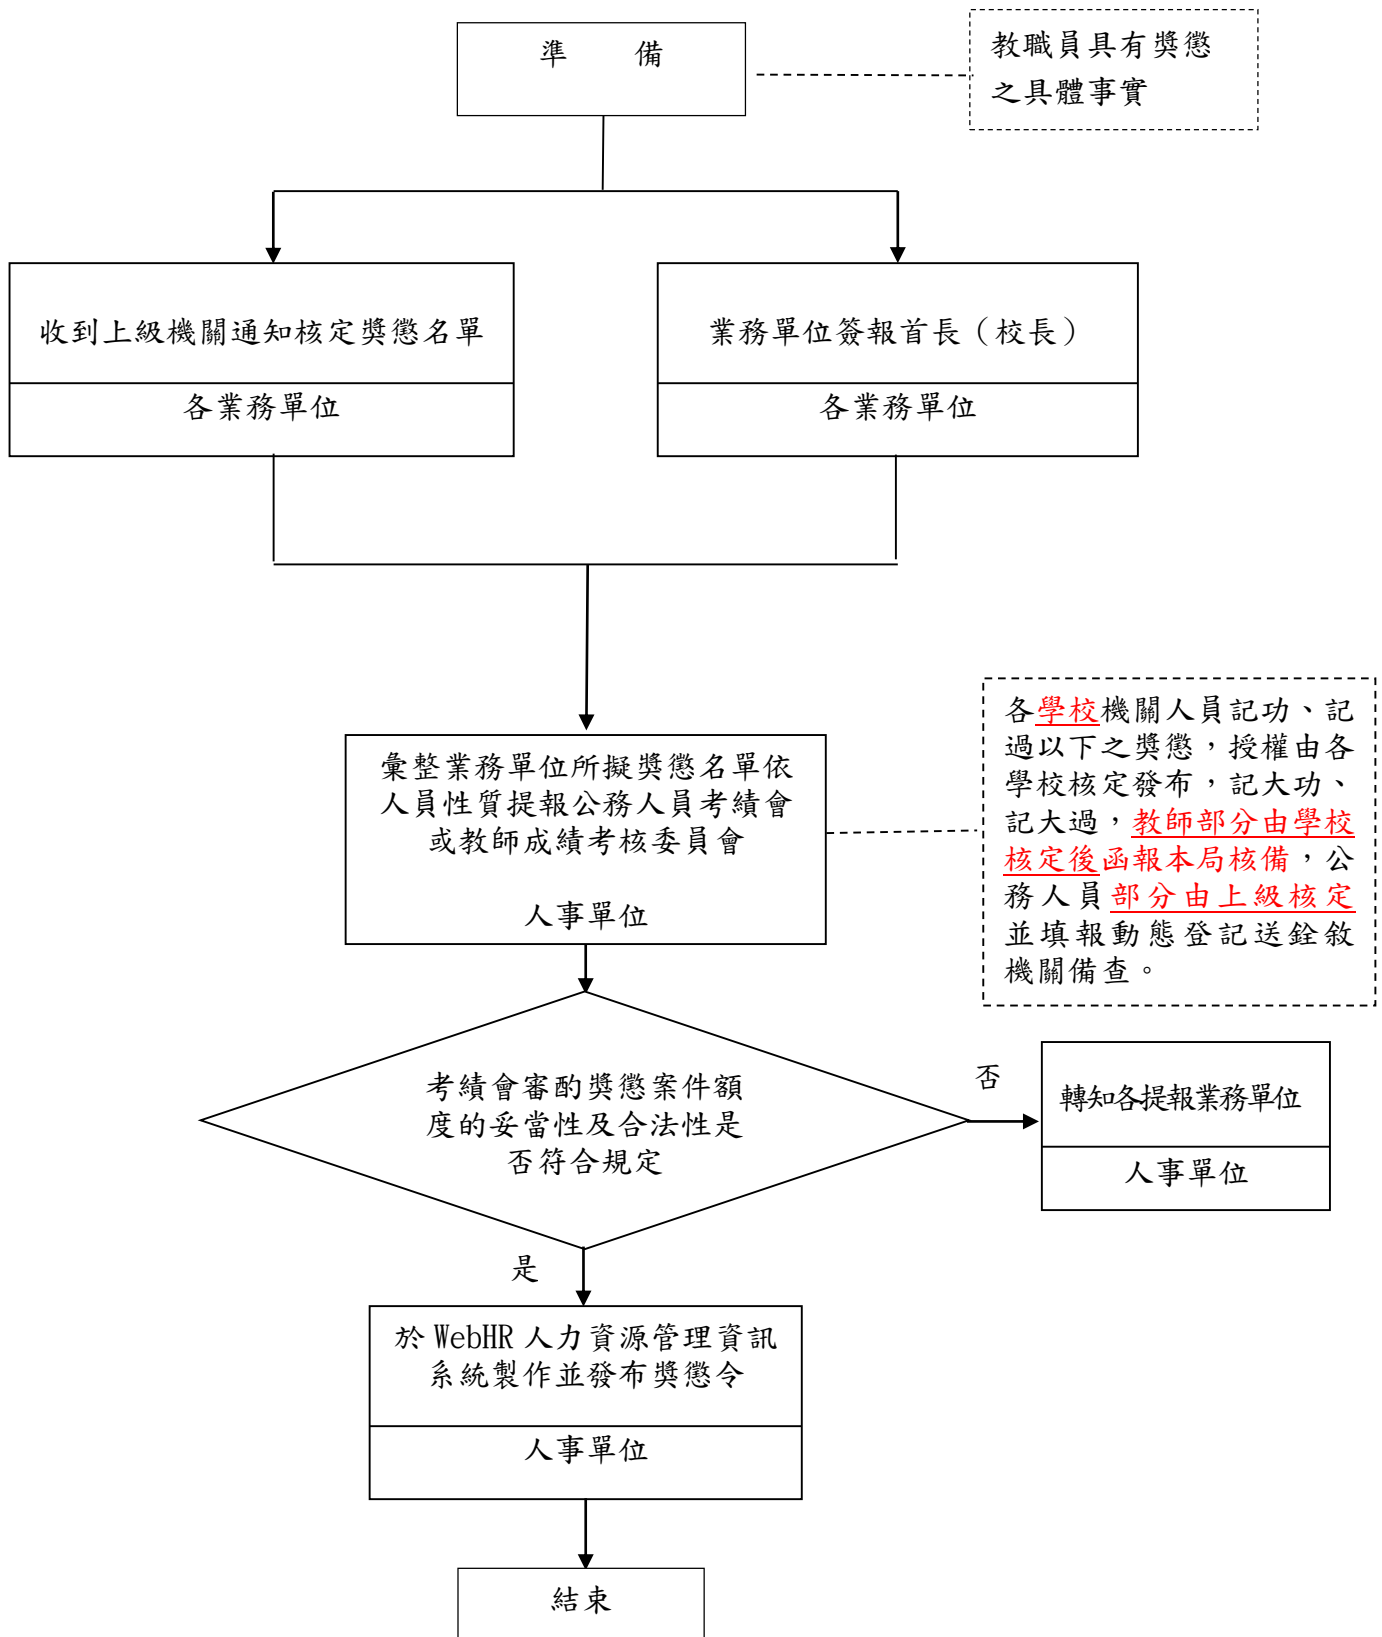 準　　備
教職員具有獎懲
之具體事實
收到上級機關通知核定獎懲名單
各業務單位
業務單位簽報首長（校長）
各業務單位
彙整業務單位所擬獎懲名單依
人員性質提報公務人員考績會
或教師成績考核委員會
人事單位
各學校機關人員記功、記
過以下之獎懲，授權由各
學校核定發布，記大功、
記大過，教師部分由學校
核定後函報本局核備，公
務人員部分由上級核定
並填報動態登記送銓敘
機關備查。
考績會審酌獎懲案件額
度的妥當性及合法性是
否符合規定
否
轉知各提報業務單位
人事單位
是
於 WebHR 人力資源管理資訊
系統製作並發布獎懲令
人事單位
結束